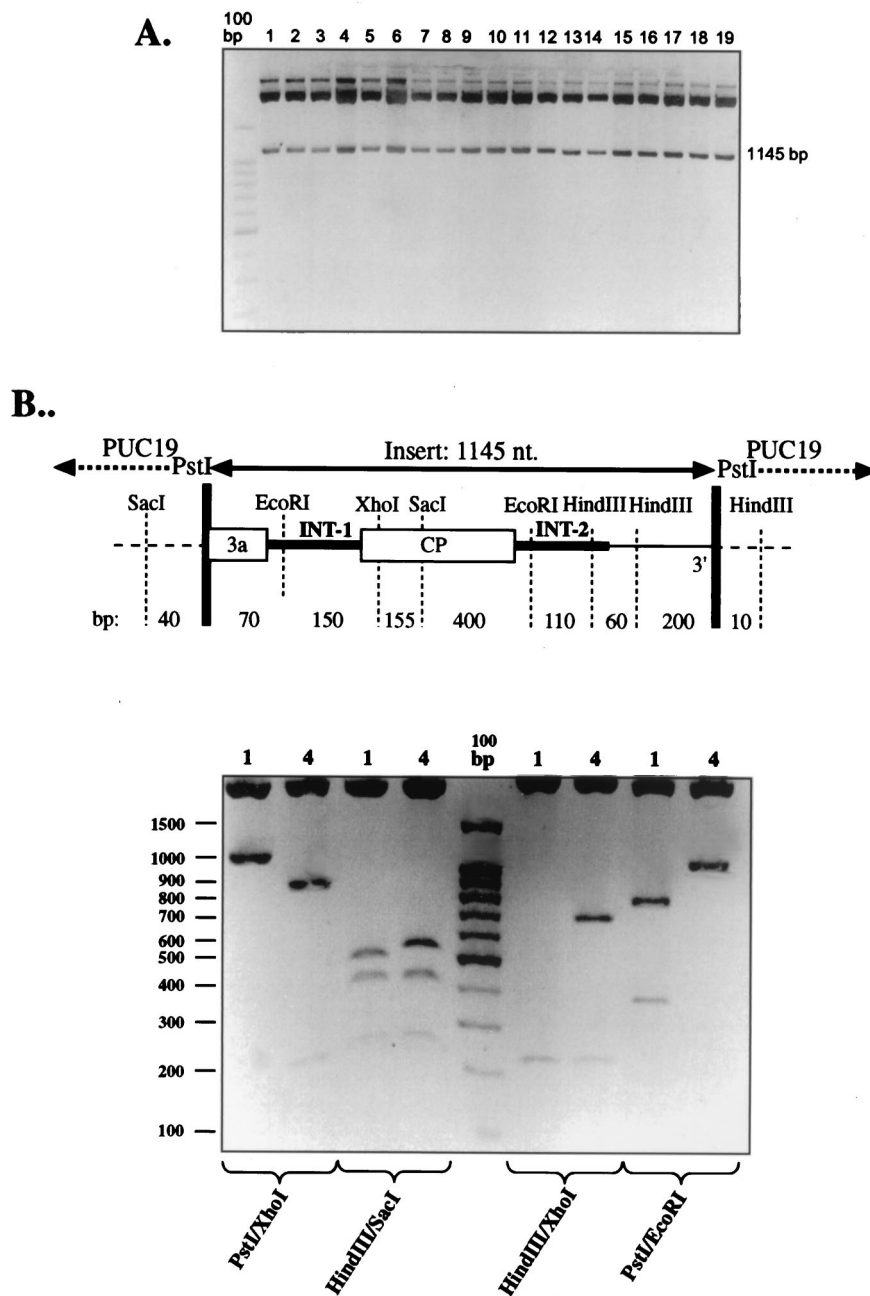 A.
100 bp 1 2 3 4 5 6 7 8 9 10 11 12 13 14 15 16 17 18 19
1145 bp
B..
PUC19 Insert: 1145 nt. PUC19
PstI PstI
SacI EcoRI XhoI SacI EcoRI HindIII HindIII HindIII
INT-1 INT-2
3a CP 3'
bp: 40 70 150 155 400 110 60 200 10
1 4 1 4 100 bp 1 4 1 4
1500
1000
900
800
700
600
500
400
300
200
100
PstI/XhoI HindIII/SacI HindIII/XhoI PstI/EcoRI